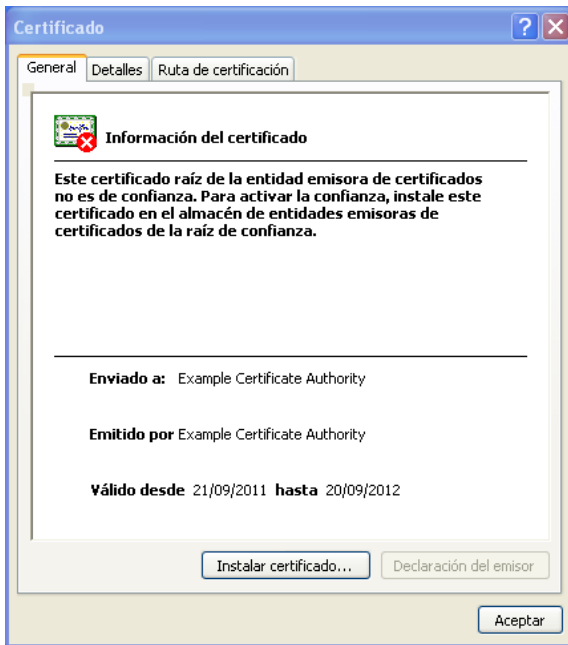 Certificado
General Detalles Ruta de certificación
Información del certificado
Este certificado raíz de la entidad emisora de certificados
no es de confianza. Para activar la confianza, instale este
certificado en el almacén de entidades emisoras de
certificados de la raíz de confianza.
Enviado a: Example Certificate Authority
Emitido por Example Certificate Authority
Válido desde 21/09/2011 hasta 20/09/2012
Instalar certificado... Declaración del emisor
Aceptar